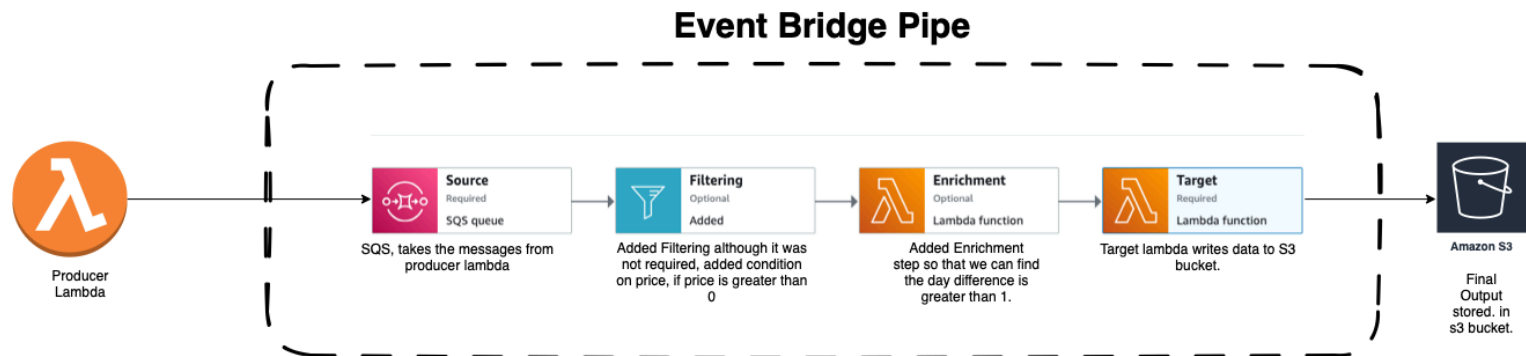 Event Bridge Pipe
Source
Required
SQS queue
Filtering
Optional
Added
Enrichment
Optional
Lambda function
Target
Required
Lambda function
SQS, takes the messages from
producer lambda
Added Filtering although it was
not required, added condition
on price, if price is greater than
0
Added Enrichment
step so that we can find
the day difference is
greater than 1.
Target lambda writes data to S3
bucket.
Producer
Lambda
Amazon S3
Final
Output
stored. in
s3 bucket.